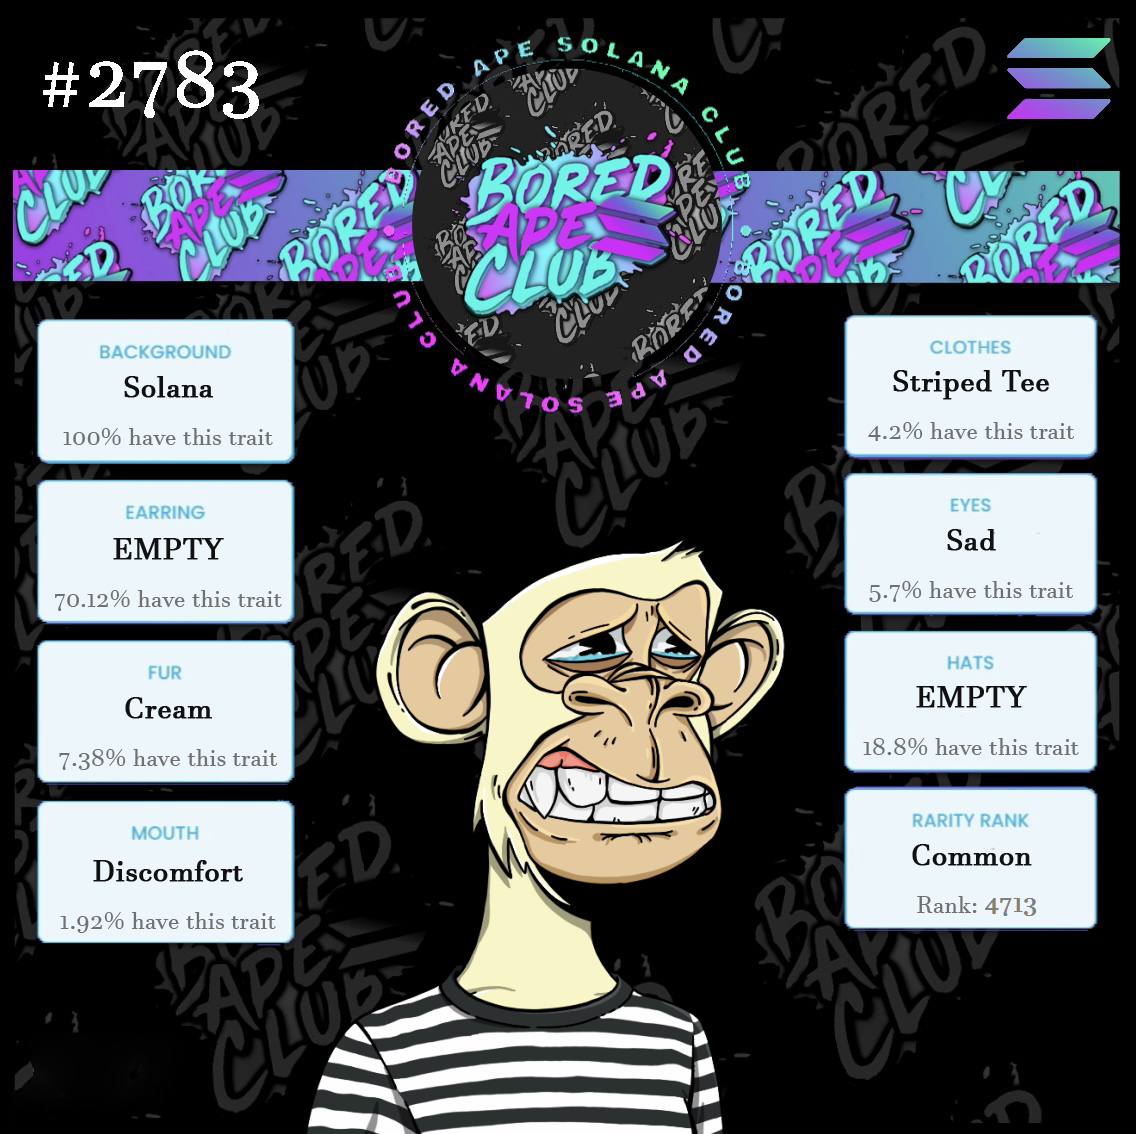 #2783
BORED APE SOLANA CLUB
BORED APE SOLANA CLUB
BORED
APE
CLUB
BACKGROUND
Solana
100% have this trait
EARRING
EMPTY
70.12% have this trait
FUR
Cream
7.38% have this trait
MOUTH
Discomfort
1.92% have this trait
CLOTHES
Striped Tee
4.2% have this trait
EYES
Sad
5.7% have this trait
HATS
EMPTY
18.8% have this trait
RARITY RANK
Common
Rank: 4713